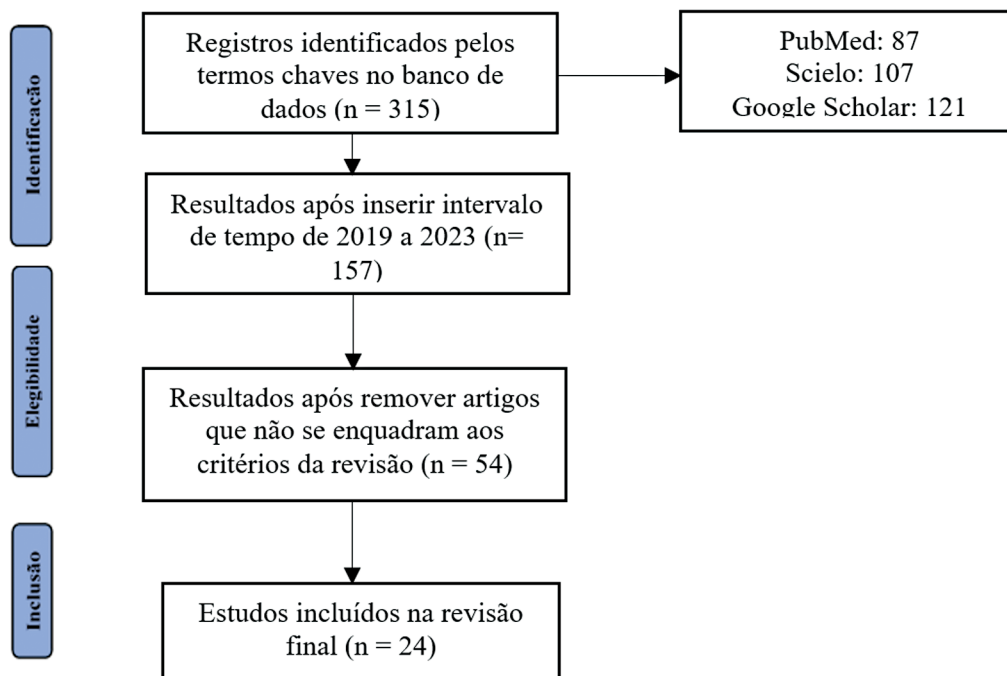 Identificação
Registros identificados pelos
termos chaves no banco de
dados (n = 315)
PubMed: 87
Scielo: 107
Google Scholar: 121
Resultados após inserir intervalo
de tempo de 2019 a 2023 (n=
157)
Elegibilidade
Resultados após remover artigos
que não se enquadram aos
critérios da revisão (n = 54)
Inclusão
Estudos incluídos na revisão
final (n = 24)